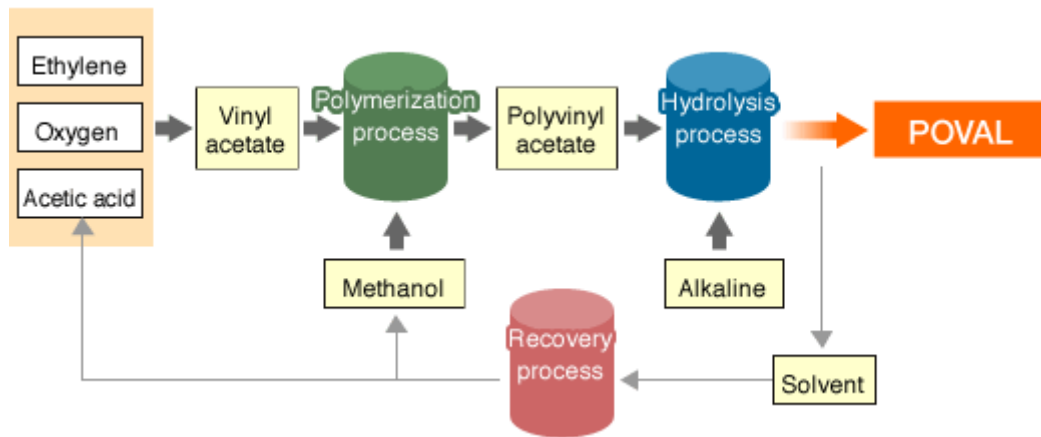 Ethylene
Oxygen
Acetic acid
Vinyl
acetate
Polymerization
process
Polyvinyl
acetate
Hydrolysis
process
POVAL
Methanol
Alkaline
Recovery
process
Solvent